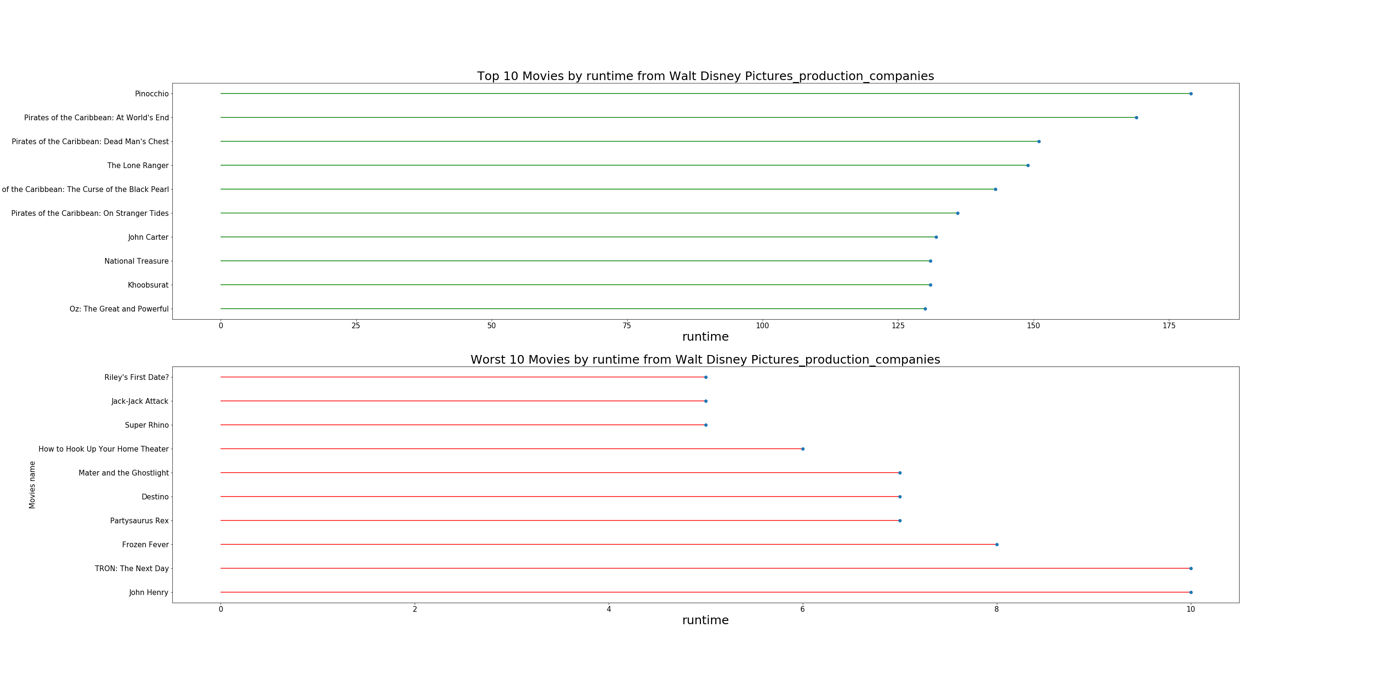 Top 10 Movies by runtime from Walt Disney Pictures_production_companies
Pinocchio
Pirates of the Caribbean: At World's End
Pirates of the Caribbean: Dead Man's Chest
The Lone Ranger
of the Caribbean: The Curse of the Black Pearl
Pirates of the Caribbean: On Stranger Tides
John Carter
National Treasure
Khoobsurat
Oz: The Great and Powerful
0 25 50 75 100 125 150 175
runtime
Worst 10 Movies by runtime from Walt Disney Pictures_production_companies
Riley's First Date?
Jack-Jack Attack
Super Rhino
How to Hook Up Your Home Theater
Mater and the Ghostlight
Movies name
Destino
Partysaurus Rex
Frozen Fever
TRON: The Next Day
John Henry
0 2 4 6 8 10
runtime